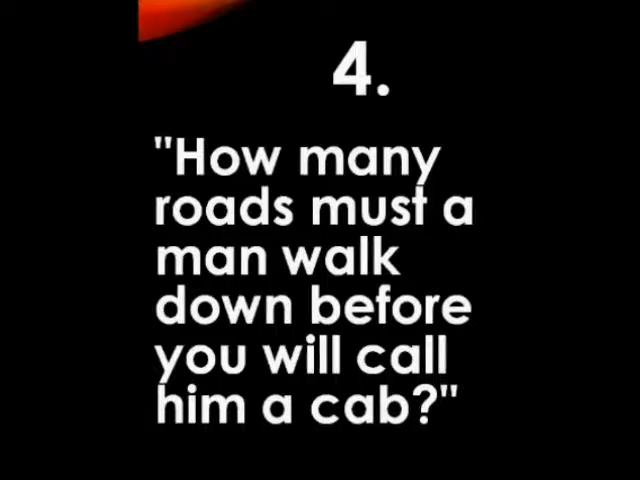 4.
"How many
roads must a
man walk
down before
you will call
him a cab?"